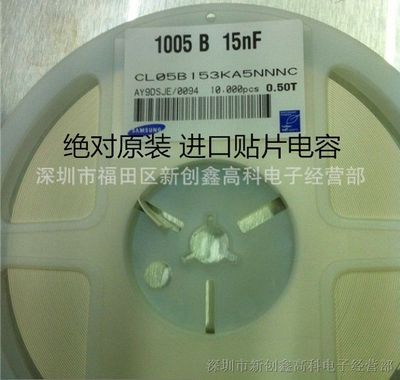 1005 B 15nF
CL05B153KA5NNNC
AY9DSJE/0094 10.000pcs 0.50T
SAMSUNG
绝对原装 进口贴片电容
深圳市福田区新创鑫高科电子经营部
深圳市新创鑫高科电子经营部